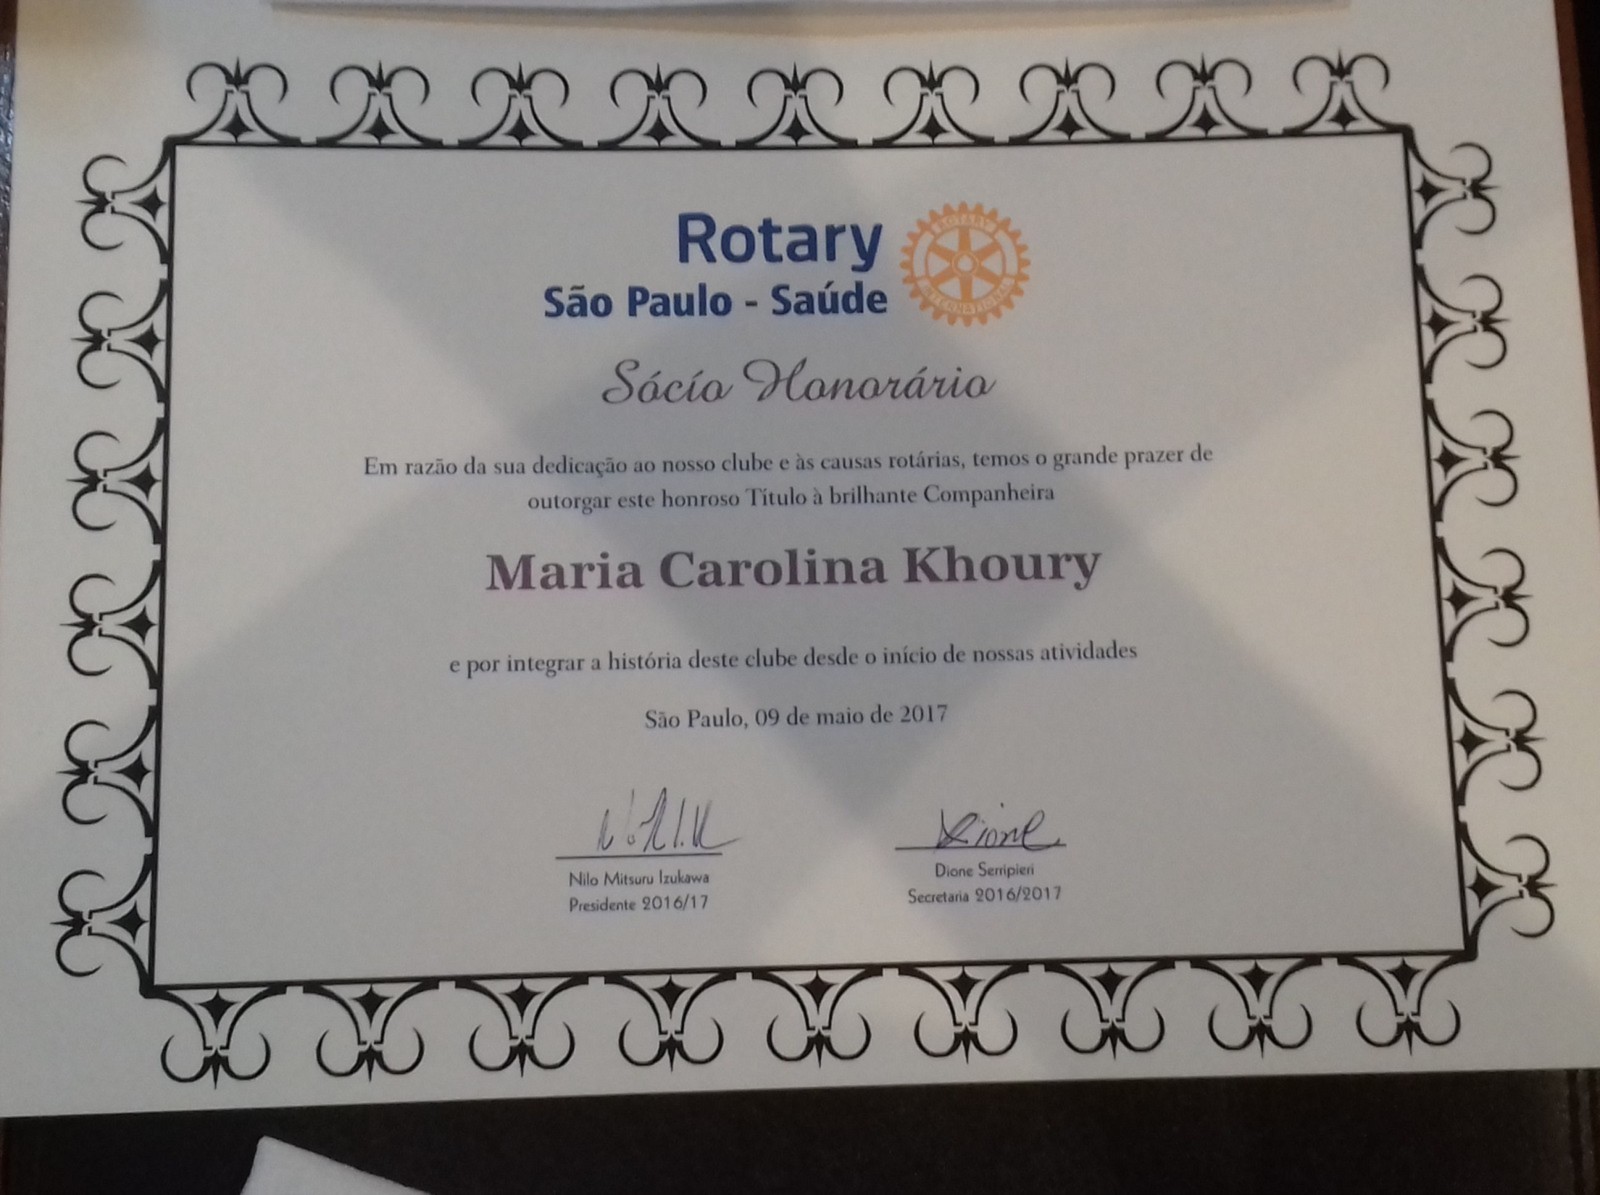 Rotary
São Paulo - Saúde
ROTARY
INTERNATIONAL
Sócio Honorário
Em razão da sua dedicação ao nosso clube e às causas rotárias, temos o grande prazer de
outorgar este honroso Título à brilhante Companheira
Maria Carolina Khoury
e por integrar a história deste clube desde o início de nossas atividades
São Paulo, 09 de maio de 2017
Dione
Nilo Mitsuru Izukawa
Presidente 2016/17
Dione Serripieri
Secretaria 2016/2017